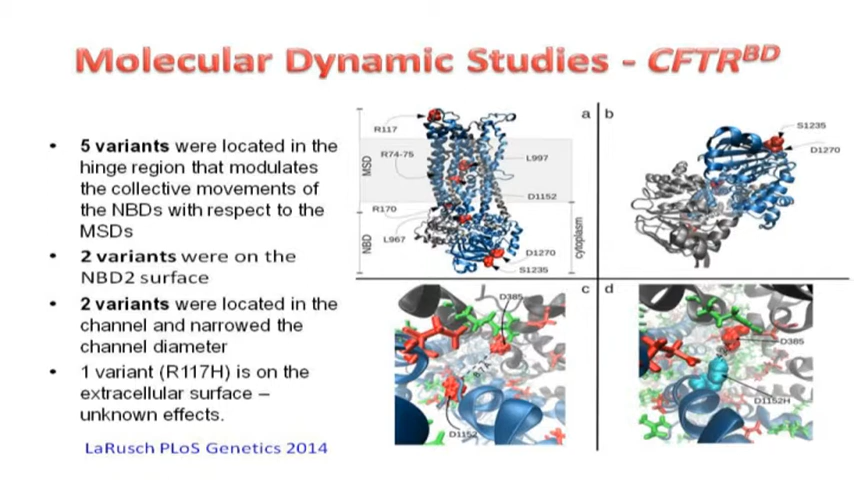 Molecular Dynamic Studies - CFTRᴮᴰ
• 5 variants were located in the
hinge region that modulates
the collective movements of
the NBDs with respect to the
MSDs
• 2 variants were on the
NBD2 surface
• 2 variants were located in the
channel and narrowed the
channel diameter
• 1 variant (R117H) is on the
extracellular surface –
unknown effects.
LaRusch PLoS Genetics 2014
a
R117
R74-75
L997
MSD
D1152
R170
L967
NBD
cytoplasm
D1270
S1235
b
S1235
D1270
c
D385
D1152
d
D385
D1152H